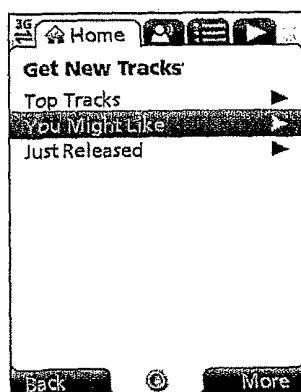 3G
Home
Get New Tracks
Top Tracks
You Might Like
Just Released
Back More